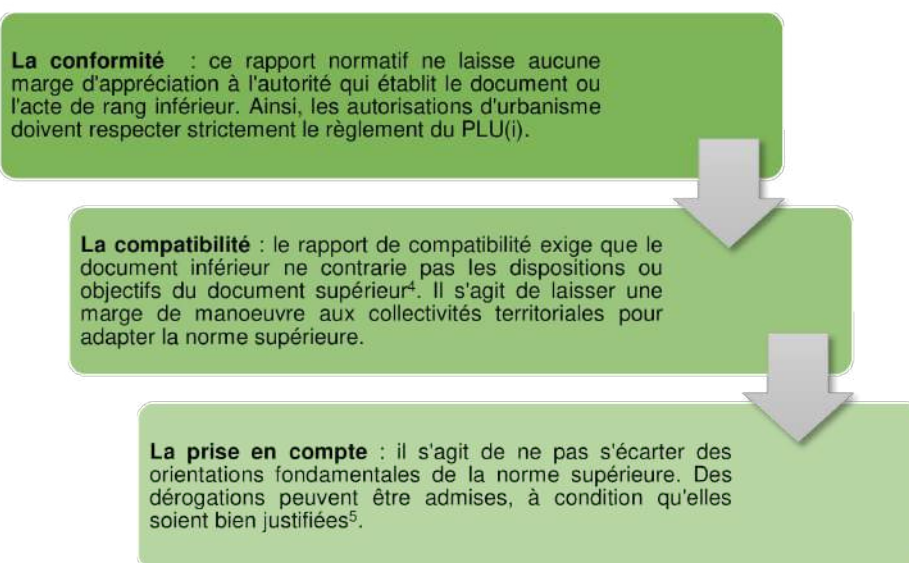 La conformité : ce rapport normatif ne laisse aucune
marge d'appréciation à l'autorité qui établit le document ou
l'acte de rang inférieur. Ainsi, les autorisations d'urbanisme
doivent respecter strictement le règlement du PLU(i).
La compatibilité : le rapport de compatibilité exige que le
document inférieur ne contrarie pas les dispositions ou
objectifs du document supérieur⁴. Il s'agit de laisser une
marge de manoeuvre aux collectivités territoriales pour
adapter la norme supérieure.
La prise en compte : il s'agit de ne pas s'écarter des
orientations fondamentales de la norme supérieure. Des
dérogations peuvent être admises, à condition qu'elles
soient bien justifiées⁵.